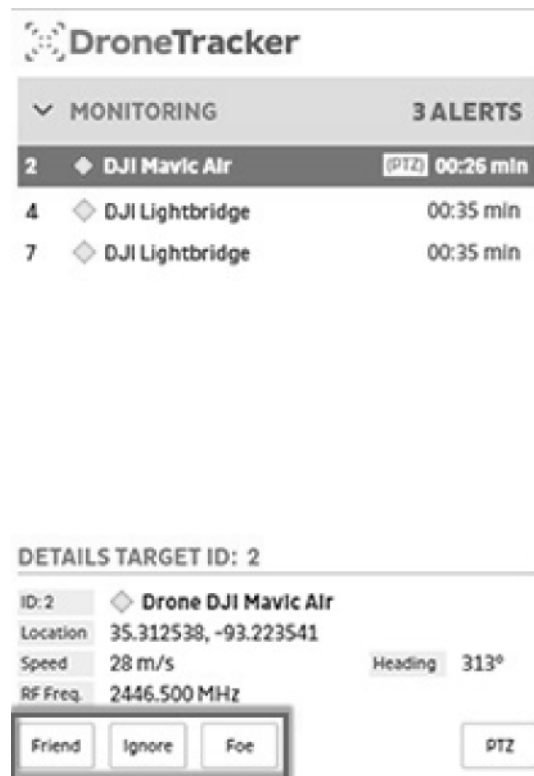 DroneTracker
MONITORING 3 ALERTS
2 DJI Mavic Air (PTZ) 00:26 min
4 DJI Lightbridge 00:35 min
7 DJI Lightbridge 00:35 min
DETAILS TARGET ID: 2
ID: 2 Drone DJI Mavic Air
Location 35.312538, -93.223541
Speed 28 m/s Heading 313°
RF Freq. 2446.500 MHz
Friend Ignore Foe PTZ